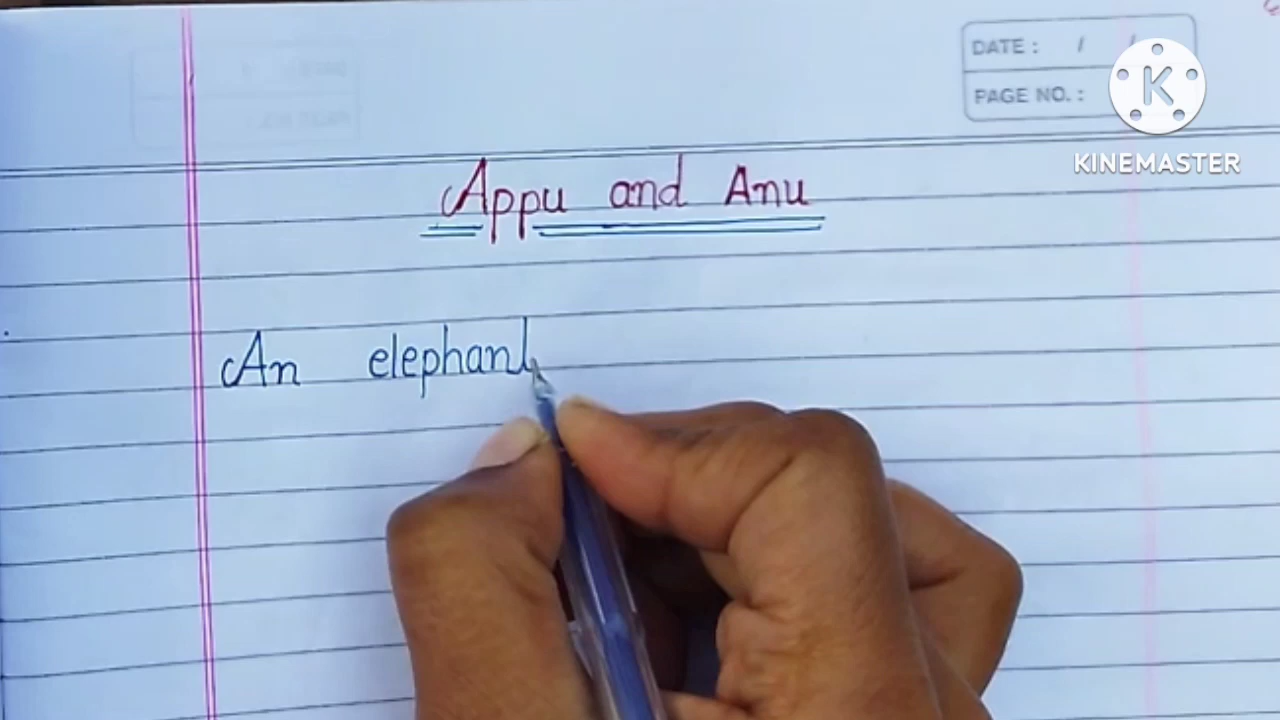 DATE : / /
PAGE NO. :
KINEMASTER
Appu and Anu
An elephant